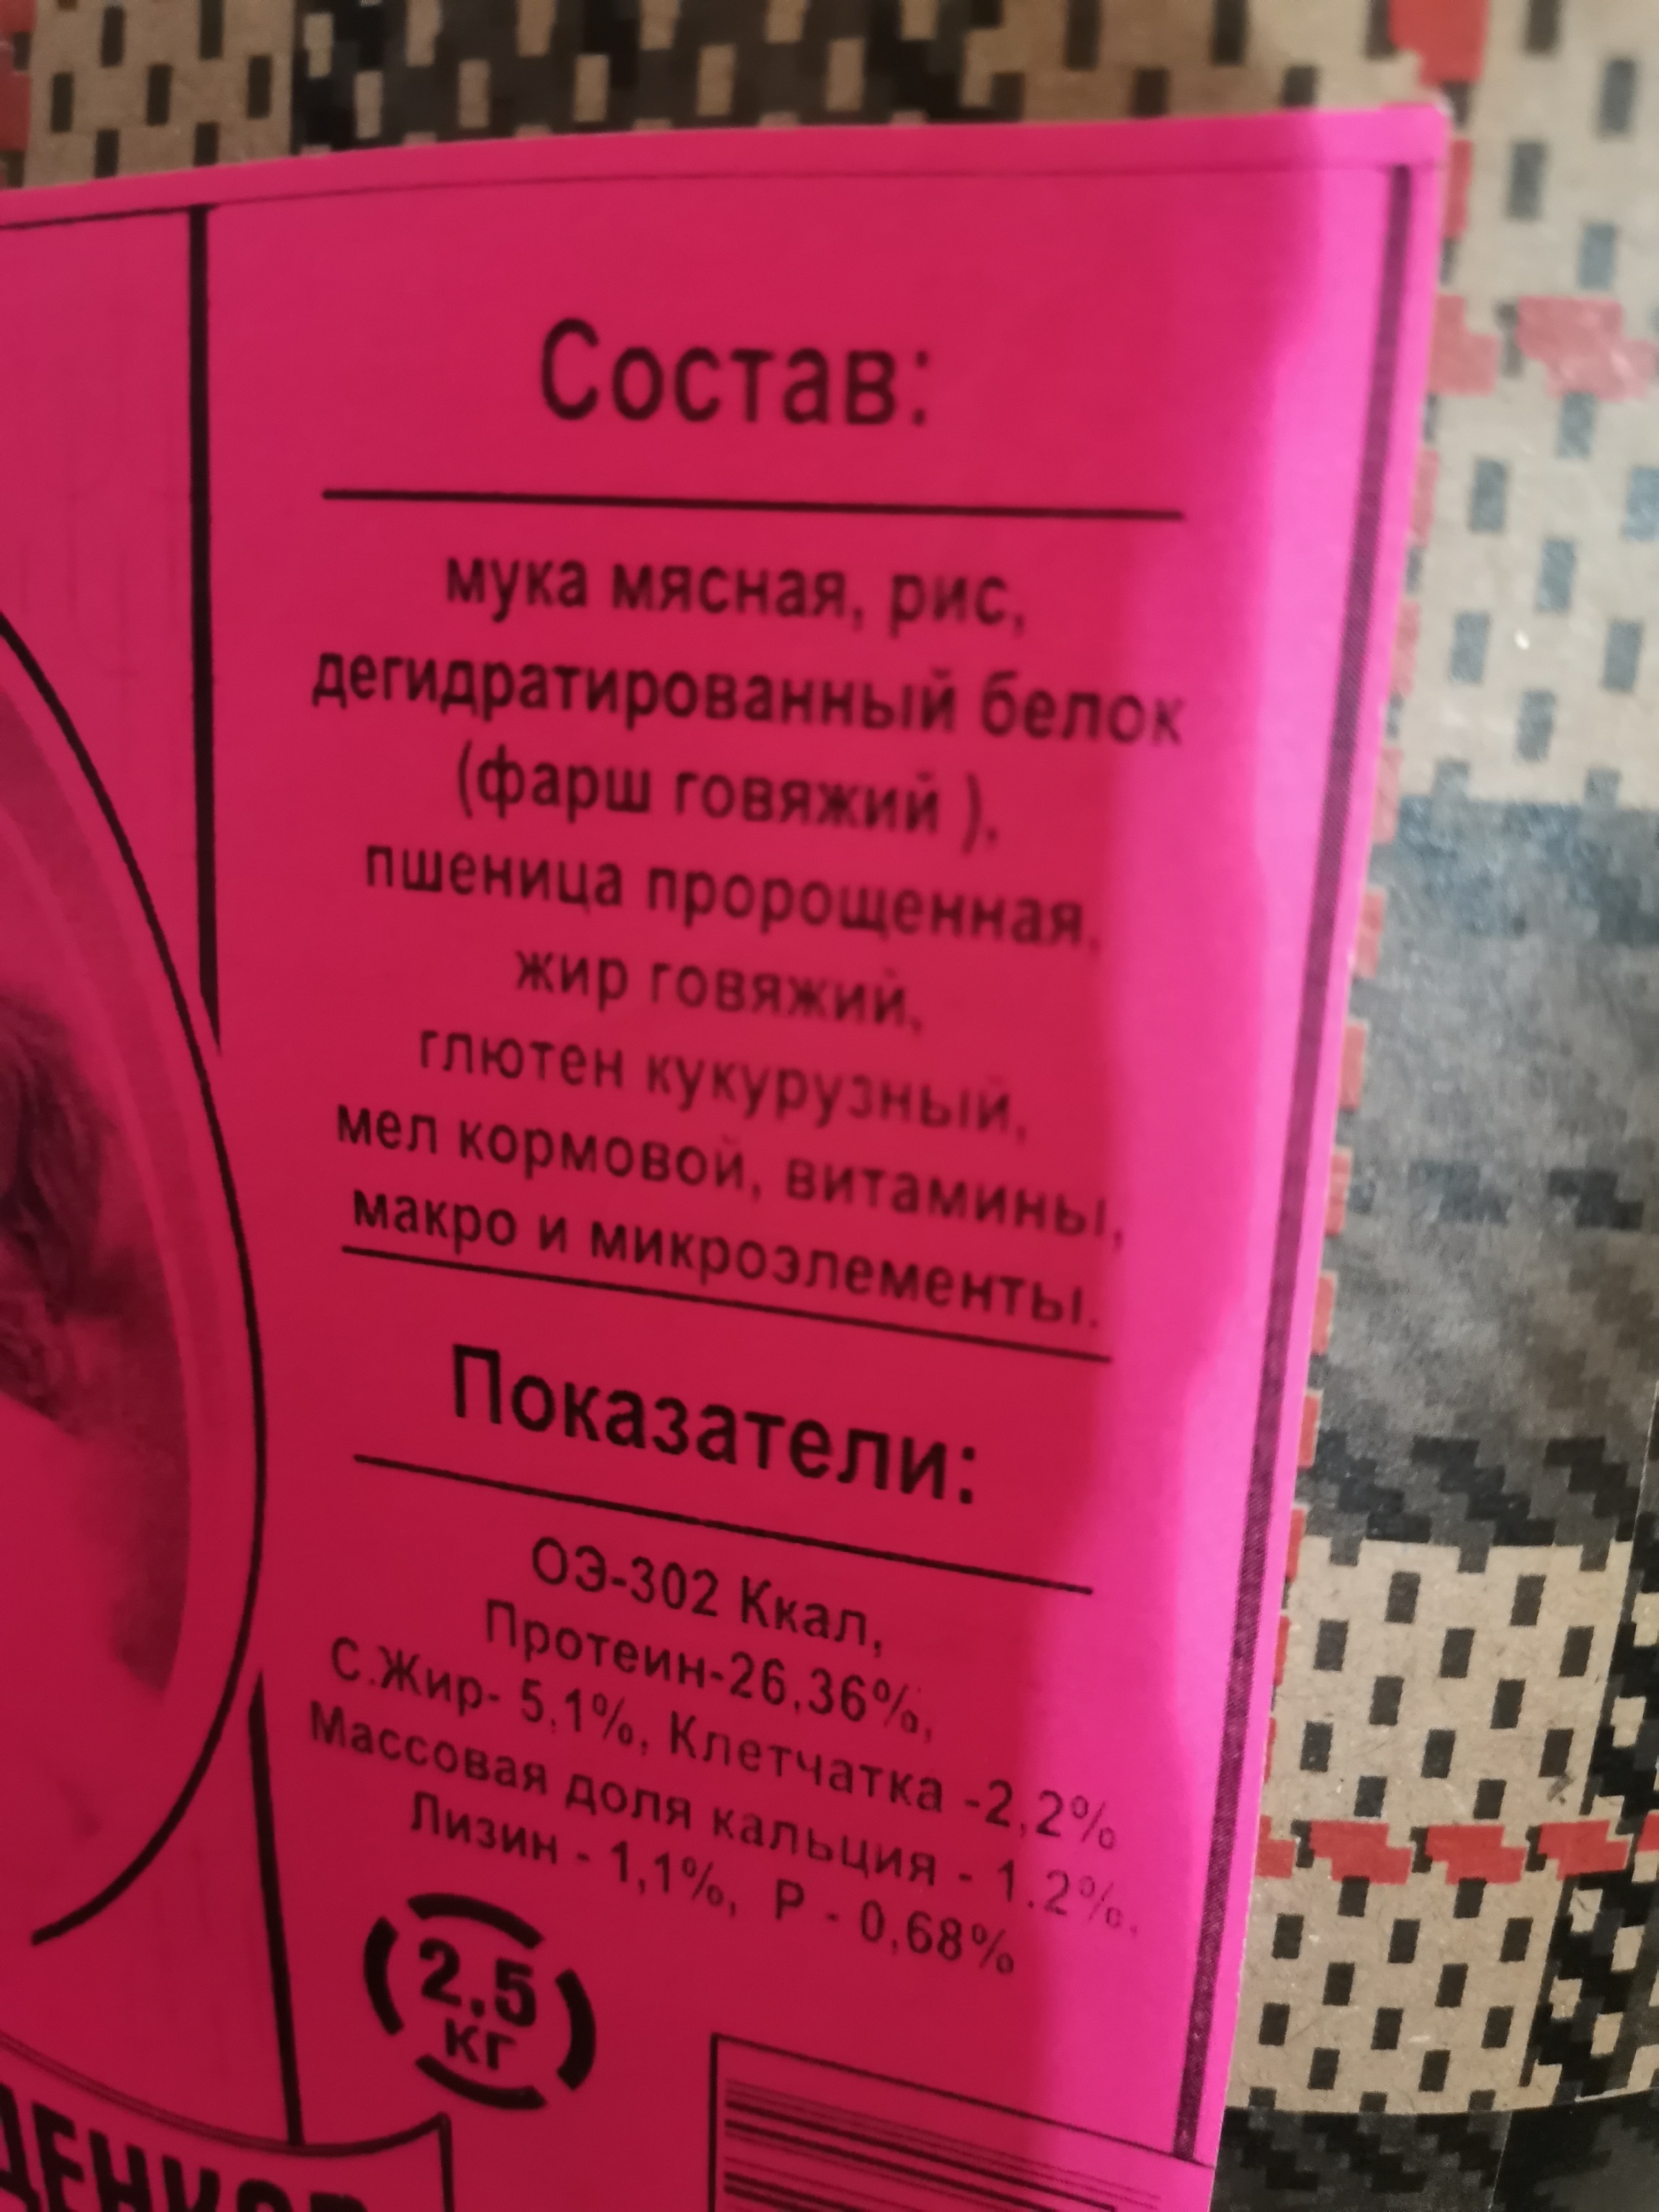 Состав:
мука мясная, рис,
дегидратированный белок
(фарш говяжий ),
пшеница пророщенная,
жир говяжий,
глютен кукурузный,
мел кормовой, витамины,
макро и микроэлементы.
Показатели:
ОЭ-302 Ккал,
Протеин-26,36%,
С.Жир- 5,1%, Клетчатка -2,2%
Массовая доля кальция - 1.2%,
Лизин - 1,1%, Р - 0,68%
2,5
кг